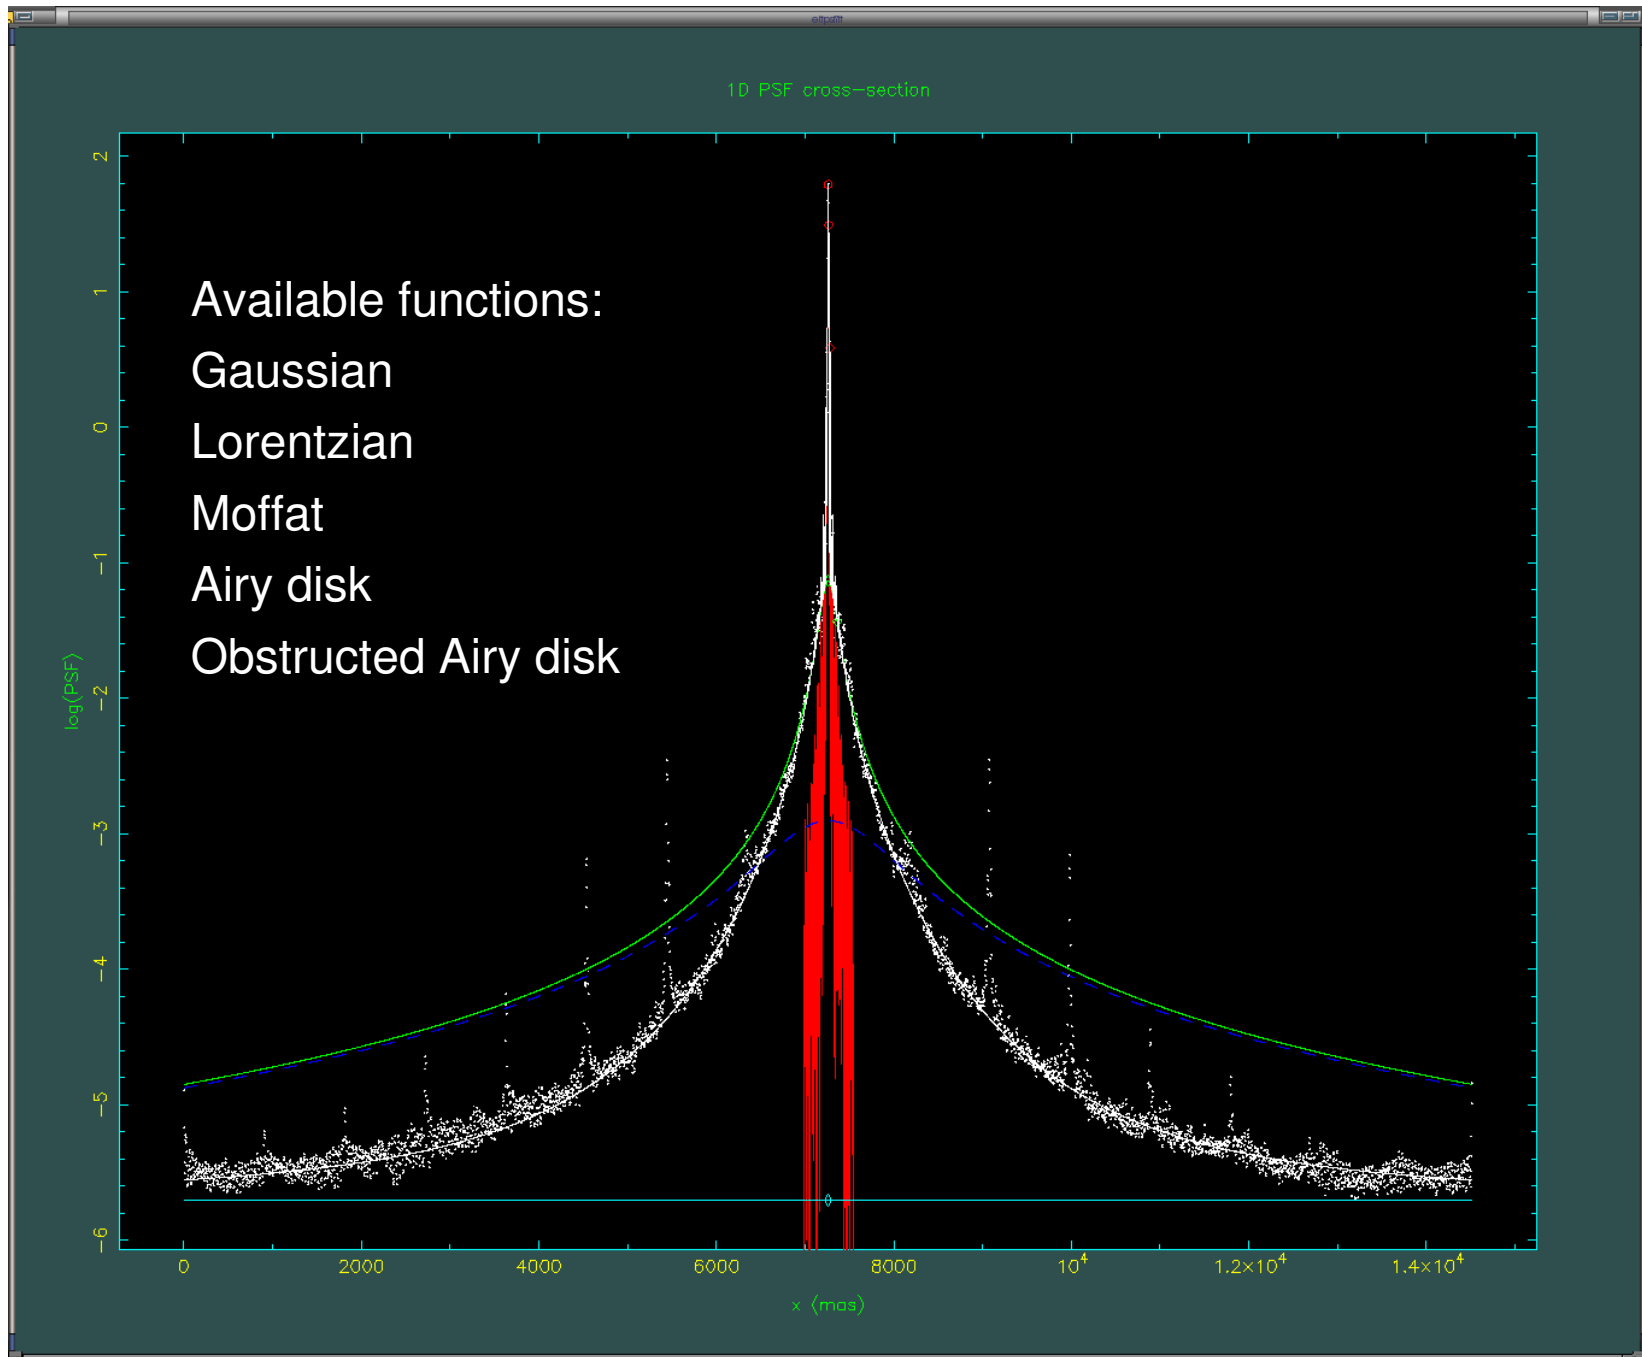 elipsfit
1D PSF cross-section
Available functions:
Gaussian
Lorentzian
Moffat
Airy disk
Obstructed Airy disk
log(PSF)
2
1
0
-1
-2
-3
-4
-5
-6
0 2000 4000 6000 8000 10⁴ 1.2×10⁴ 1.4×10⁴
x (mas)